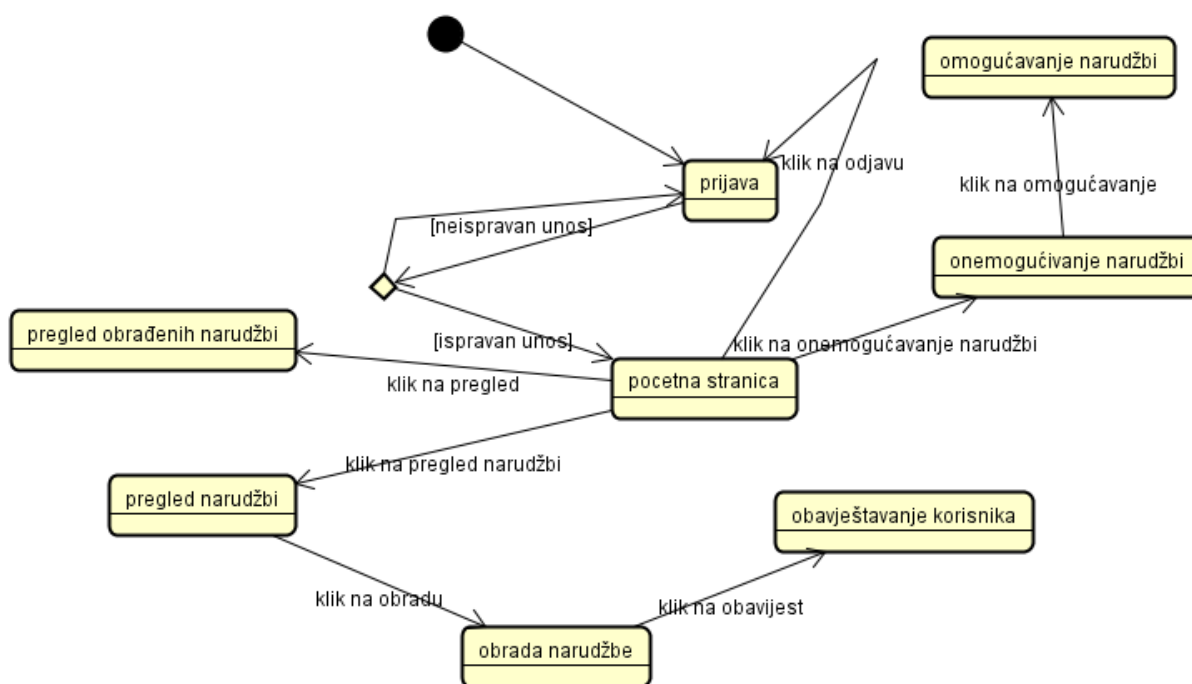 omogućavanje narudžbi
klik na odjavu
prijava
klik na omogućavanje
[neispravan unos]
onemogućivanje narudžbi
pregled obrađenih narudžbi
[ispravan unos]
klik na onemogućavanje narudžbi
klik na pregled
pocetna stranica
klik na pregled narudžbi
pregled narudžbi
obavještavanje korisnika
klik na obradu
klik na obavijest
obrada narudžbe